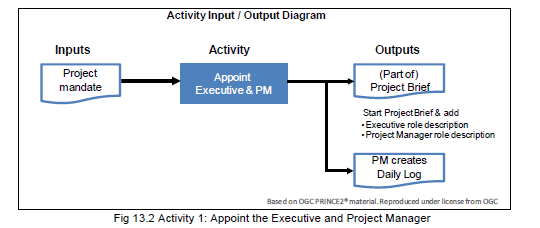 Activity Input / Output Diagram
Inputs
Activity
Outputs
Project
mandate
Appoint
Executive & PM
(Part of)
Project Brief
Start Project Brief & add
• Executive role description
• Project Manager role description
PM creates
Daily Log
Based on OGC PRINCE2® material. Reproduced under license from OGC
Fig 13.2 Activity 1: Appoint the Executive and Project Manager